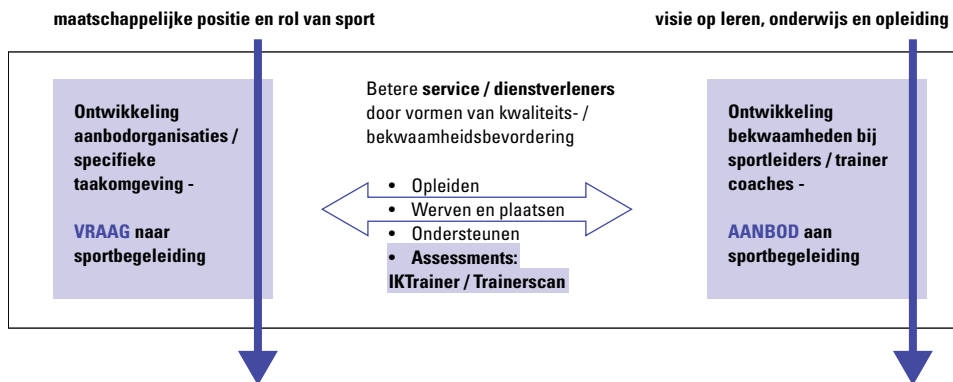 maatschappelijke positie en rol van sport
visie op leren, onderwijs en opleiding
Ontwikkeling
aanbodorganisaties /
specifieke
taakomgeving -
VRAAG naar
sportbegeleiding
Betere service / dienstverleners
door vormen van kwaliteits- /
bekwaamheidsbevordering
• Opleiden
• Werven en plaatsen
• Ondersteunen
• Assessments:
IKTrainer / Trainerscan
Ontwikkeling
bekwaamheden bij
sportleiders / trainer
coaches -
AANBOD aan
sportbegeleiding